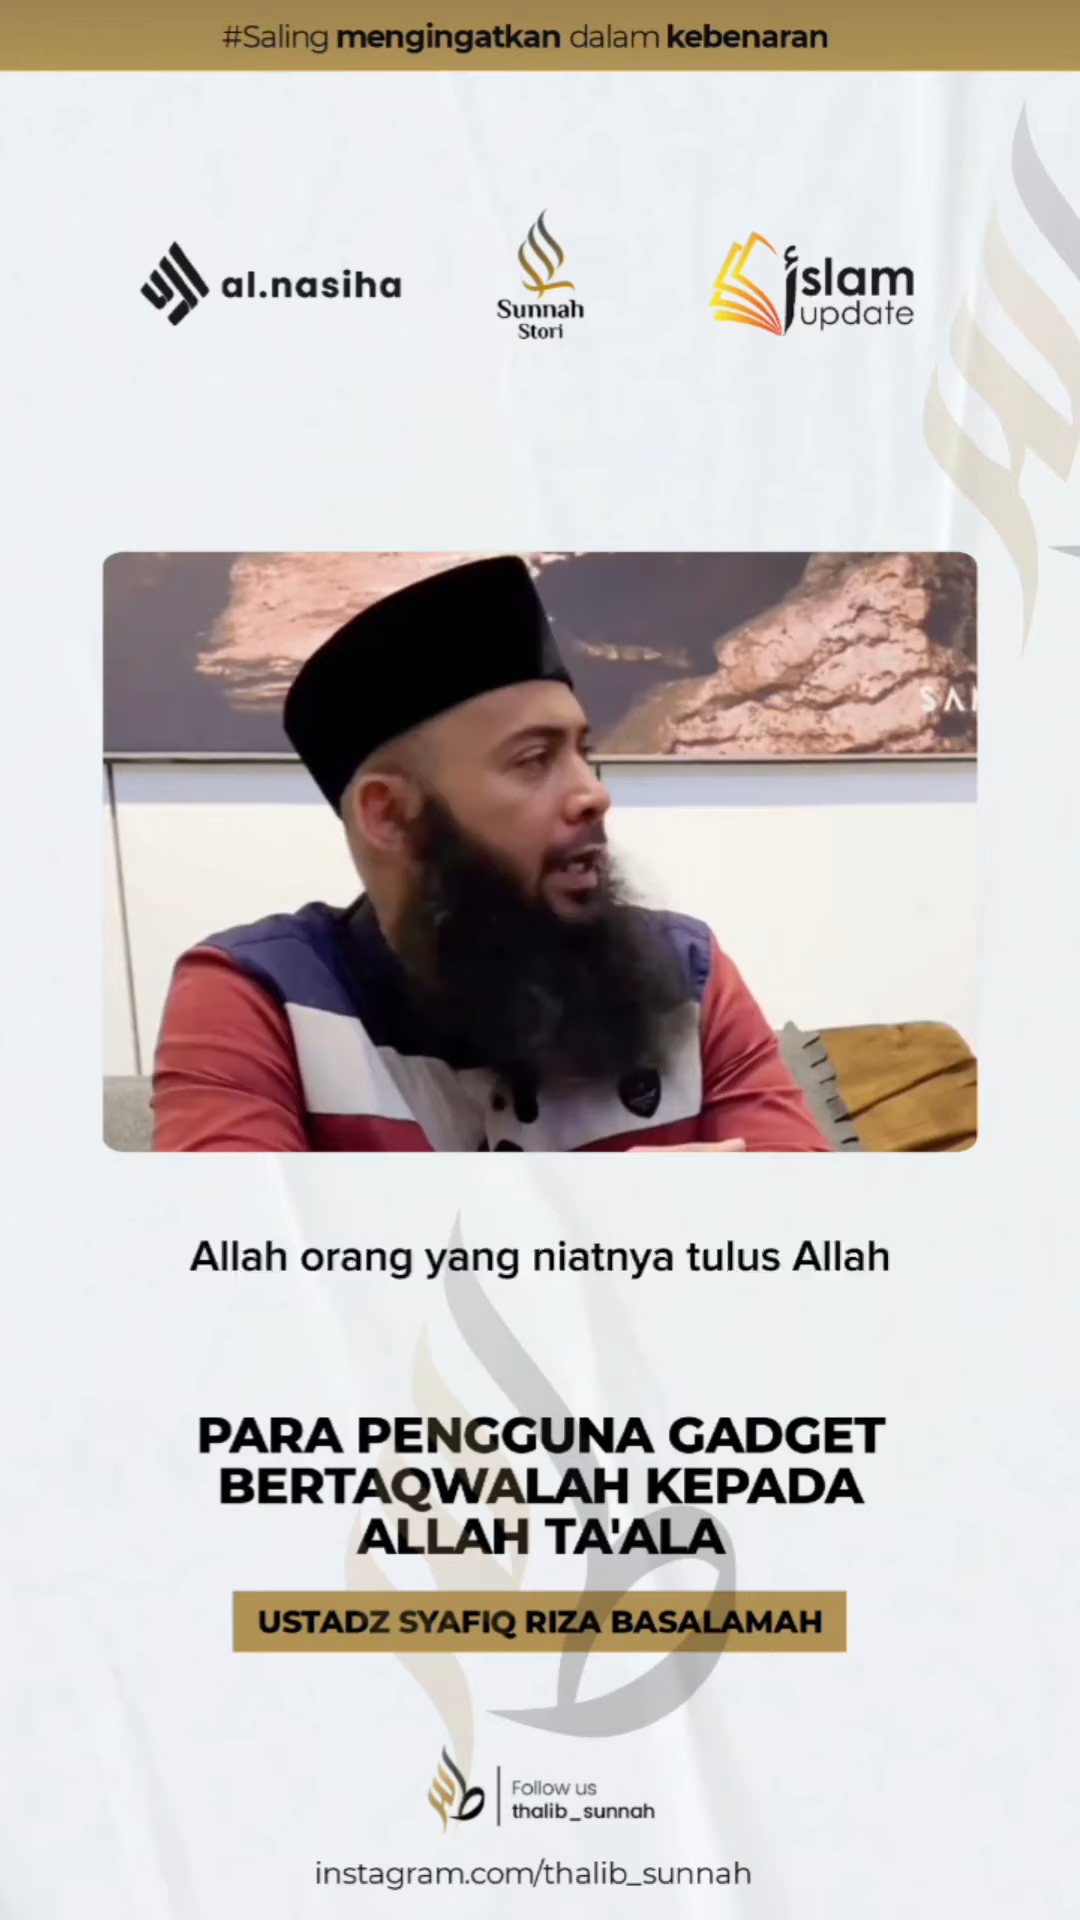 #Saling mengingatkan dalam kebenaran
al.nasiha
Sunnah
Stori
islam
update
SA
Allah orang yang niatnya tulus Allah
PARA PENGGUNA GADGET
BERTAQWALAH KEPADA
ALLAH TA'ALA
USTADZ SYAFIQ RIZA BASALAMAH
Follow us
thalib_sunnah
instagram.com/thalib_sunnah